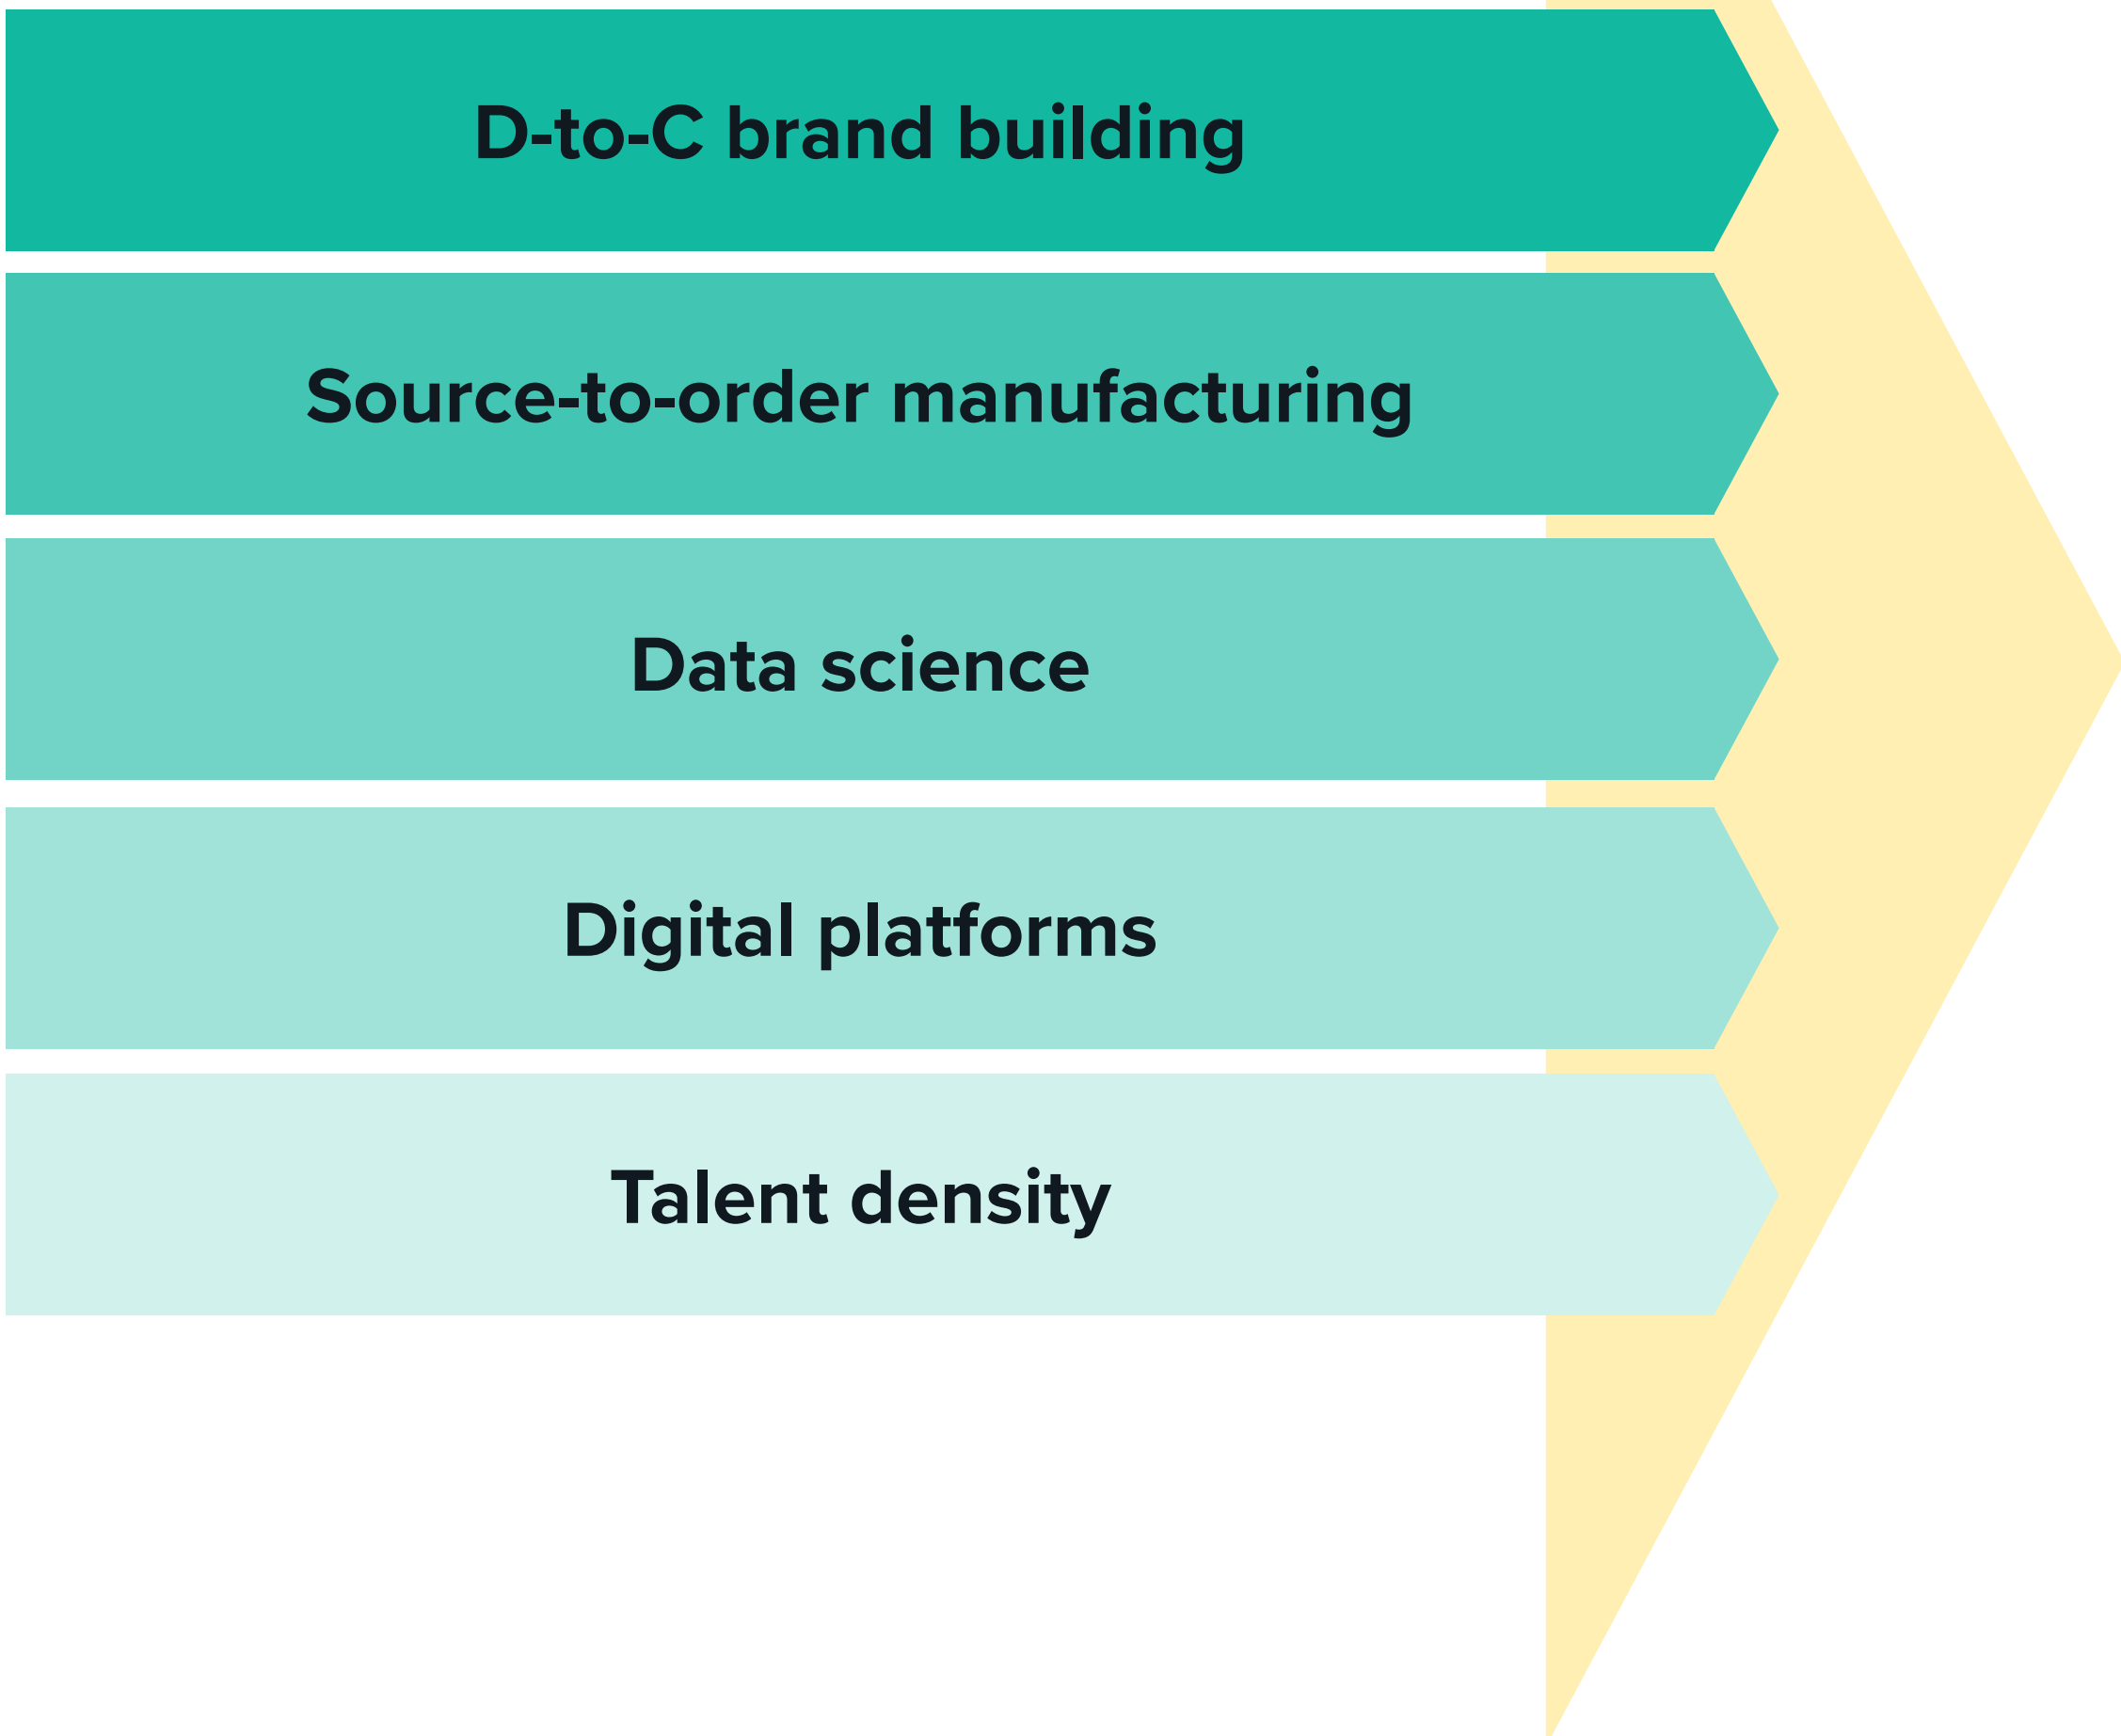 D-to-C brand building
Source-to-order manufacturing
Data science
Digital platforms
Talent density